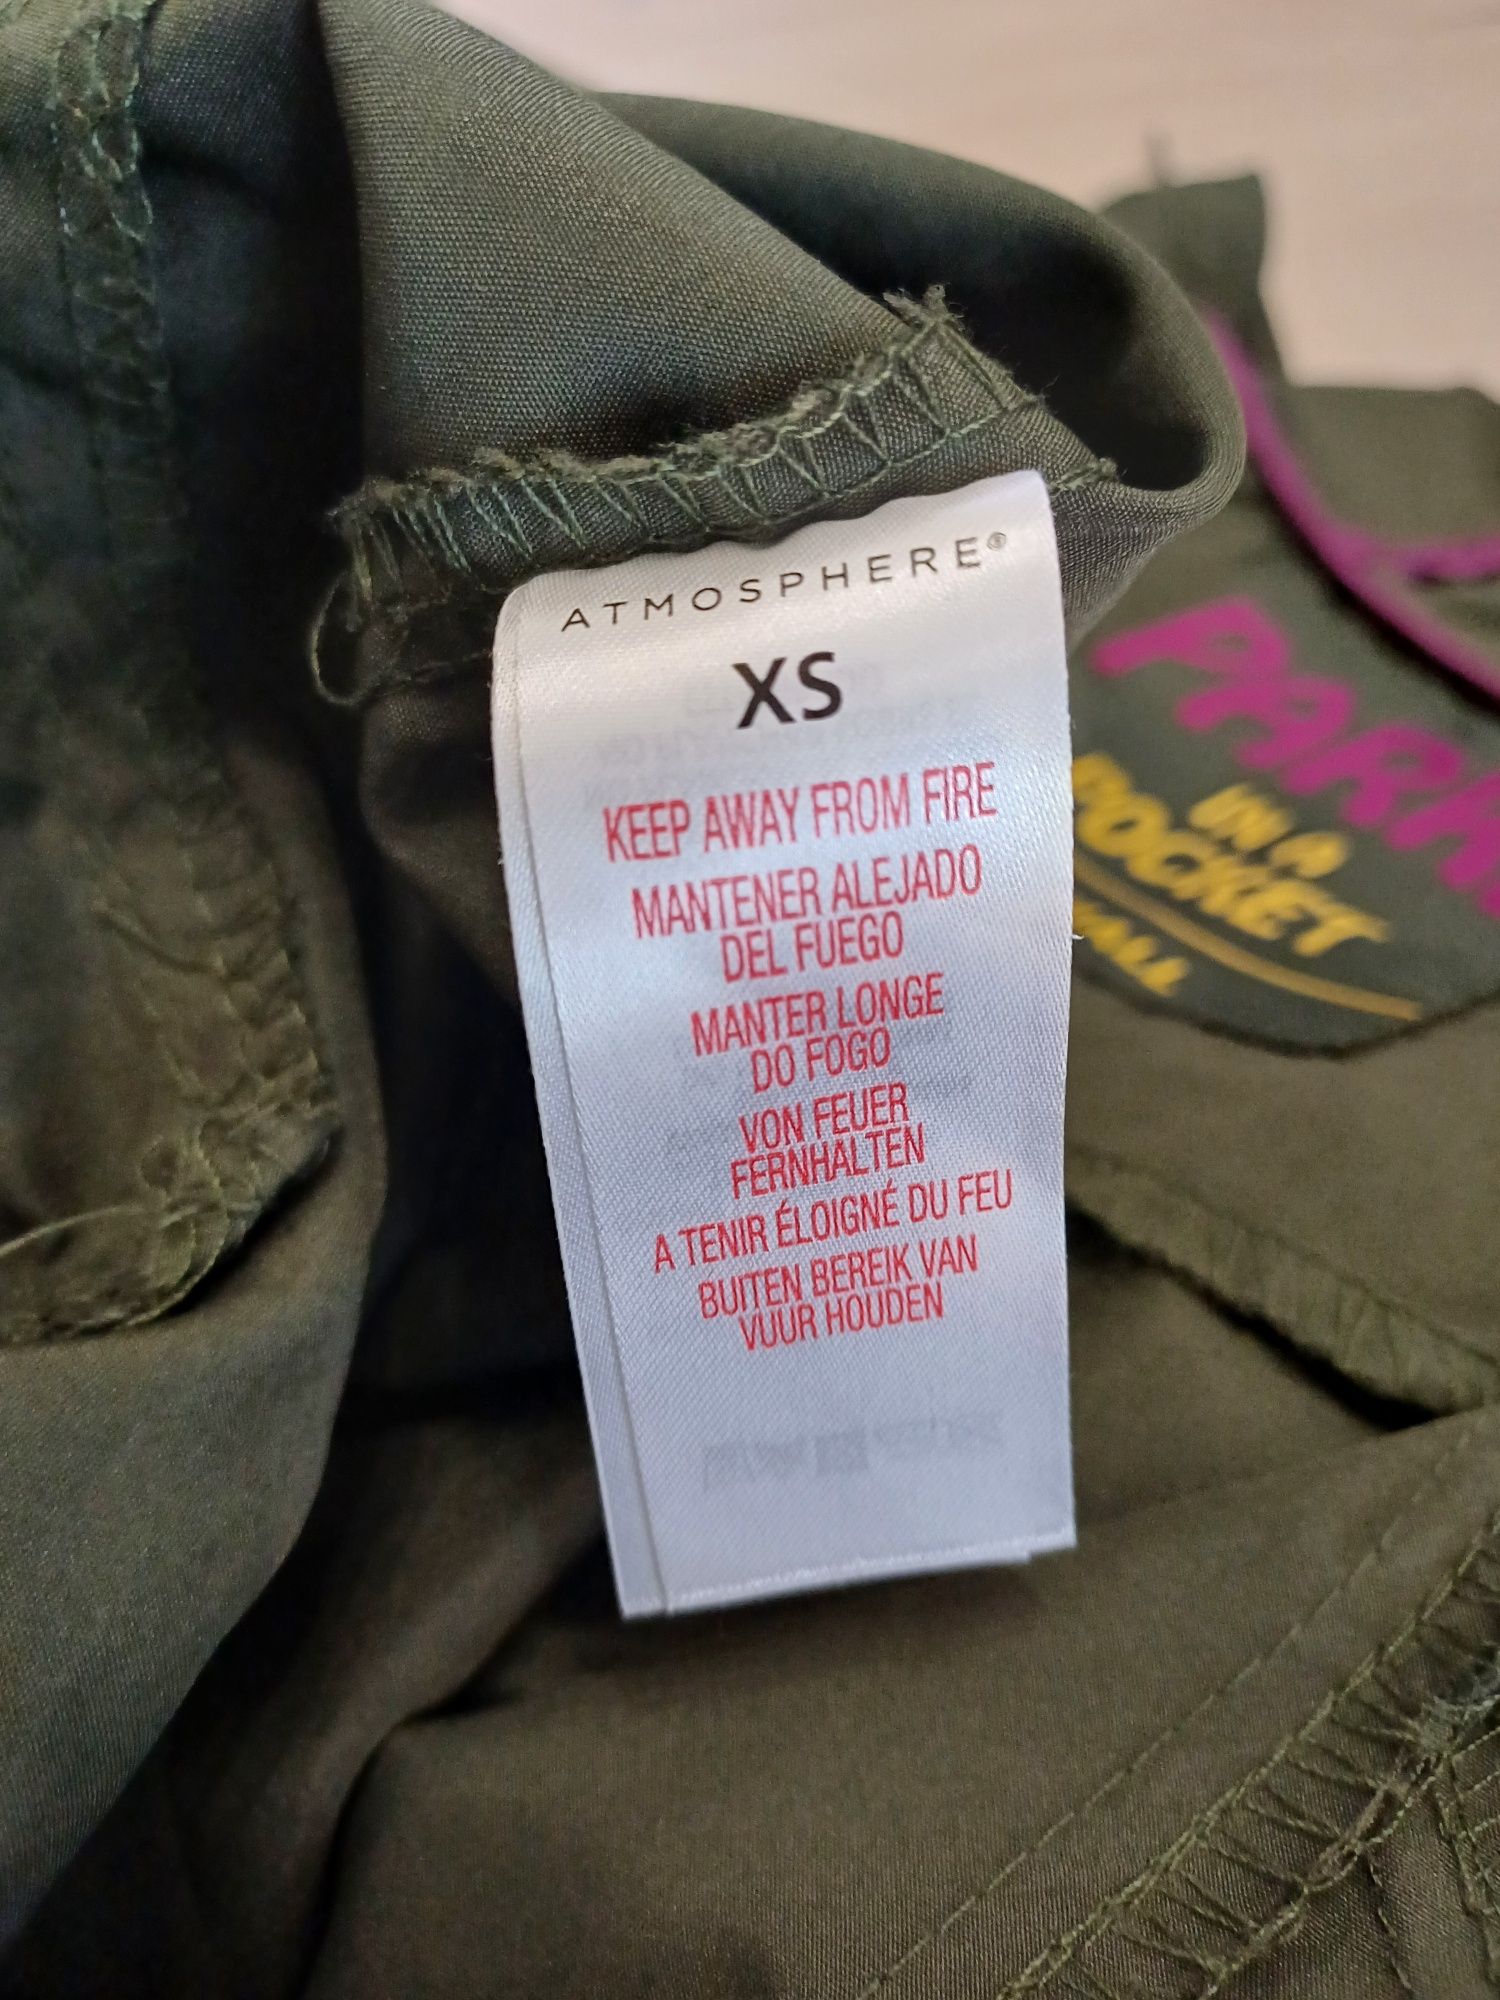 ATMOSPHERE®
XS
KEEP AWAY FROM FIRE
MANTENER ALEJADO
DEL FUEGO
MANTER LONGE
DO FOGO
VON FEUER
FERNHALTEN
A TENIR ÉLOIGNÉ DU FEU
BUITEN BEREIK VAN
VUUR HOUDEN
IN A
POCKET